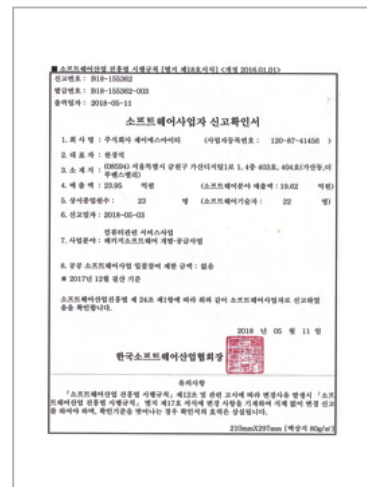 ■ 소프트웨어산업 진흥법 시행규칙 [별지 제18호서식] <개정 2016.01.01>
신고번호 : B18-155362
발급번호 : B18-155362-003
출력일자 : 2018-05-11
소프트웨어사업자 신고확인서
1. 회 사 명 : 주식회사 제이에스아이티 (사업자등록번호 : 120-87-41456 )
2. 대 표 자 : 한경석
3. 소 재 지 : (08594) 서울특별시 금천구 가산디지털1로 1, 4층 403호, 404호(가산동,더
루벤스밸리)
4. 매 출 액 : 23.95 억원 (소프트웨어분야 매출액 : 19.62 억원)
5. 상시종업원수 : 23 명 (소프트웨어기술자 : 22 명)
6. 신고일자 : 2018-05-03
컴퓨터관련 서비스사업
7. 사업분야 : 패키지소프트웨어 개발·공급사업
8. 공공 소프트웨어사업 입찰참여 제한 금액 : 없음
※ 2017년 12월 결산 기준
소프트웨어산업진흥법 제 24조 제1항에 따라 위와 같이 소프트웨어사업자로 신고하였
음을 확인합니다.
2018 년 05 월 11 일
한국소프트웨어산업협회장
유의사항
「소프트웨어산업 진흥법 시행규칙」 제12조 및 관련 고시에 따라 변경사유 발생시 「소프
트웨어산업 진흥법 시행규칙」 별지 제17호 서식에 변경 사항을 기재하여 지체 없이 변경 신고
를 하여야 하며, 확인기준을 벗어나는 경우 확인서의 효력은 상실됩니다.
210mmX297mm [백상지 80g/㎡]